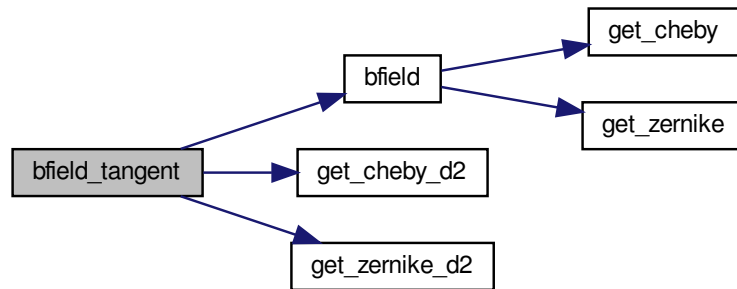 get_cheby
bfield
get_zernike
bfield_tangent
get_cheby_d2
get_zernike_d2